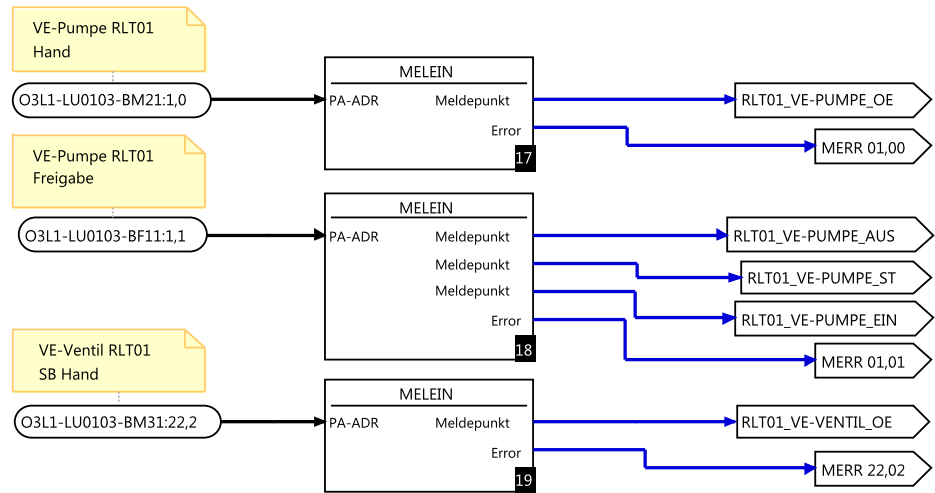 VE-Pumpe RLT01
Hand
O3L1-LU0103-BM21:1,0
MELEIN
PA-ADR
Meldepunkt
Error
17
RLT01_VE-PUMPE_OE
MERR 01,00
VE-Pumpe RLT01
Freigabe
O3L1-LU0103-BF11:1,1
MELEIN
PA-ADR
Meldepunkt
Meldepunkt
Meldepunkt
Error
18
RLT01_VE-PUMPE_AUS
RLT01_VE-PUMPE_ST
RLT01_VE-PUMPE_EIN
MERR 01,01
VE-Ventil RLT01
SB Hand
O3L1-LU0103-BM31:22,2
MELEIN
PA-ADR
Meldepunkt
Error
19
RLT01_VE-VENTIL_OE
MERR 22,02